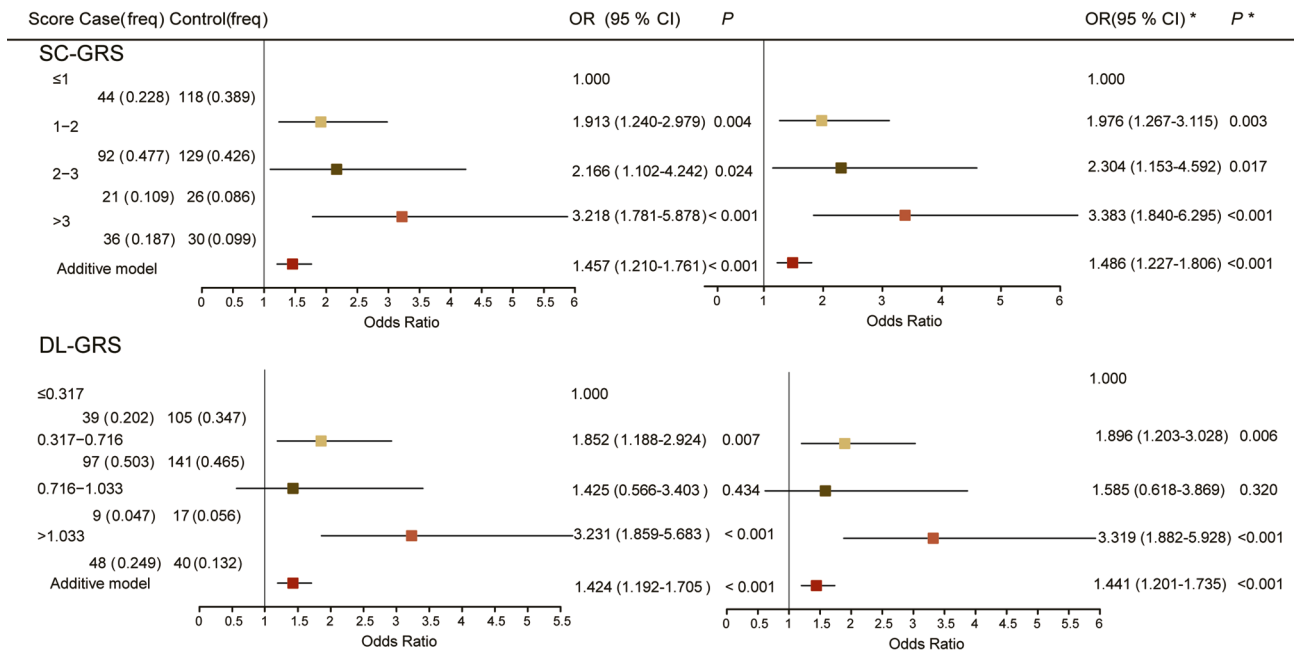 Score Case(freq) Control(freq) OR (95 % CI) P OR(95 % CI) * P *
SC-GRS
≤1 1.000 1.000
44 (0.228) 118 (0.389)
1−2 1.913 (1.240-2.979) 0.004 1.976 (1.267-3.115) 0.003
92 (0.477) 129 (0.426)
2−3 2.166 (1.102-4.242) 0.024 2.304 (1.153-4.592) 0.017
21 (0.109) 26 (0.086)
>3 3.218 (1.781-5.878) < 0.001 3.383 (1.840-6.295) <0.001
36 (0.187) 30 (0.099)
Additive model 1.457 (1.210-1.761) < 0.001 1.486 (1.227-1.806) <0.001
0 0.5 1 1.5 2 2.5 3 3.5 4 4.5 5 5.5 6 0 1 2 3 4 5 6
Odds Ratio Odds Ratio
DL-GRS
≤0.317 1.000 1.000
39 (0.202) 105 (0.347)
0.317−0.716 1.852 (1.188-2.924) 0.007 1.896 (1.203-3.028) 0.006
97 (0.503) 141 (0.465)
0.716−1.033 1.425 (0.566-3.403 ) 0.434 1.585 (0.618-3.869) 0.320
9 (0.047) 17 (0.056)
>1.033 3.231 (1.859-5.683 ) < 0.001 3.319 (1.882-5.928) <0.001
48 (0.249) 40 (0.132)
Additive model 1.424 (1.192-1.705) < 0.001 1.441 (1.201-1.735) <0.001
0 0.5 1 1.5 2 2.5 3 3.5 4 4.5 5 5.5 0 0.5 1 1.5 2 2.5 3 3.5 4 4.5 5 5.5 6
Odds Ratio Odds Ratio